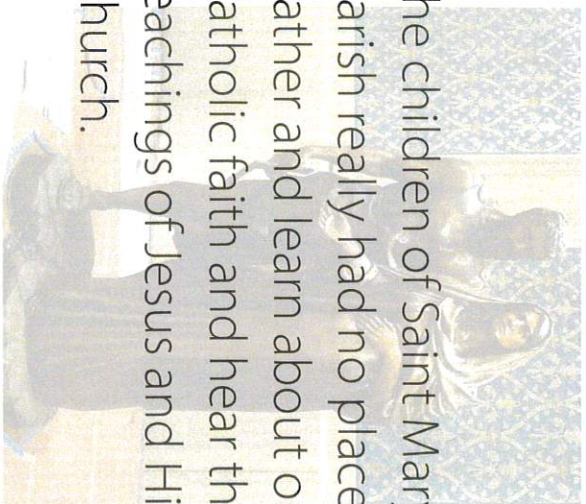 he children of Saint Mar
arish really had no place
ather and learn about o
atholic faith and hear th
eachings of Jesus and Hi
hurch.